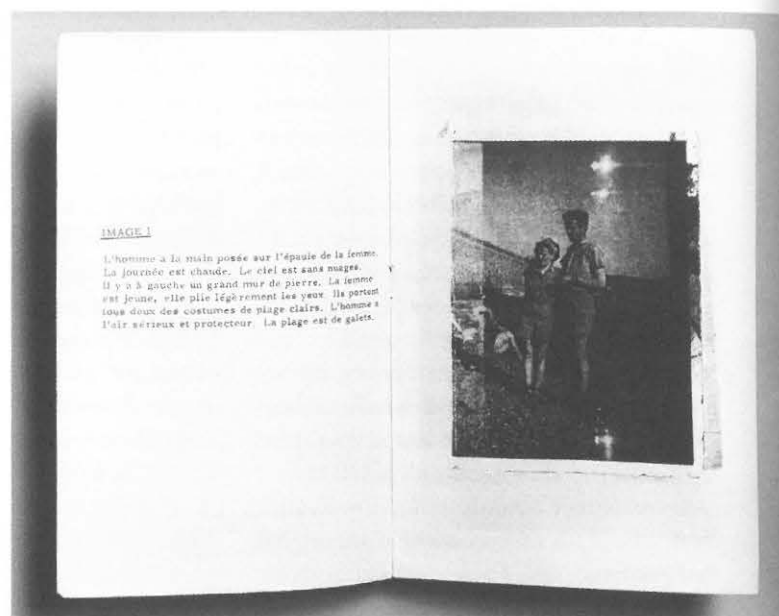 IMAGE 1
L'homme a la main posée sur l'épaule de la femme.
La journée est chaude. Le ciel est sans nuages.
Il y a à gauche un grand mur de pierre. La femme
est jeune, elle plie légèrement les yeux. Ils portent
tous deux des costumes de plage clairs. L'homme a
l'air sérieux et protecteur. La plage est de galets.